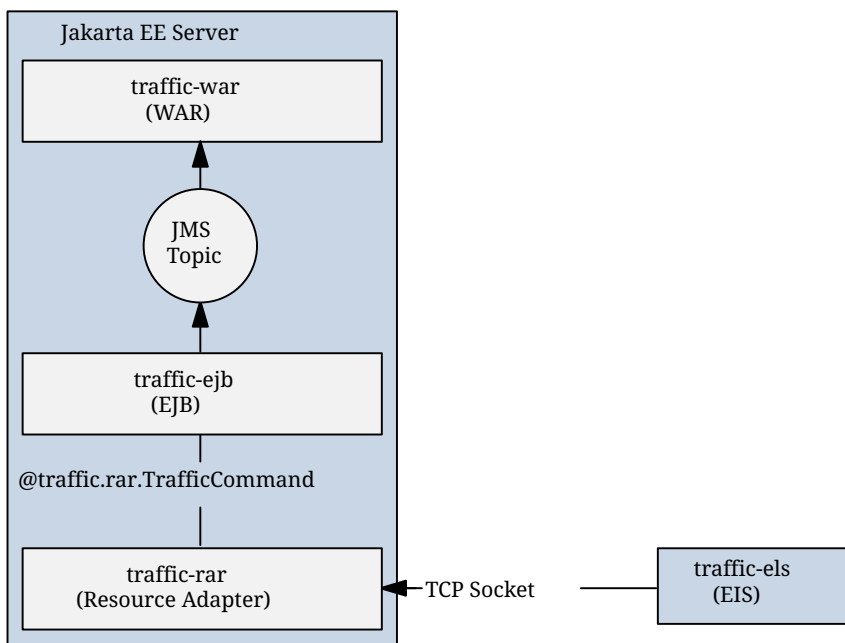 Jakarta EE Server
traffic-war
(WAR)
JMS
Topic
traffic-ejb
(EJB)
@traffic.rar.TrafficCommand
traffic-rar
(Resource Adapter)
TCP Socket
traffic-els
(EIS)